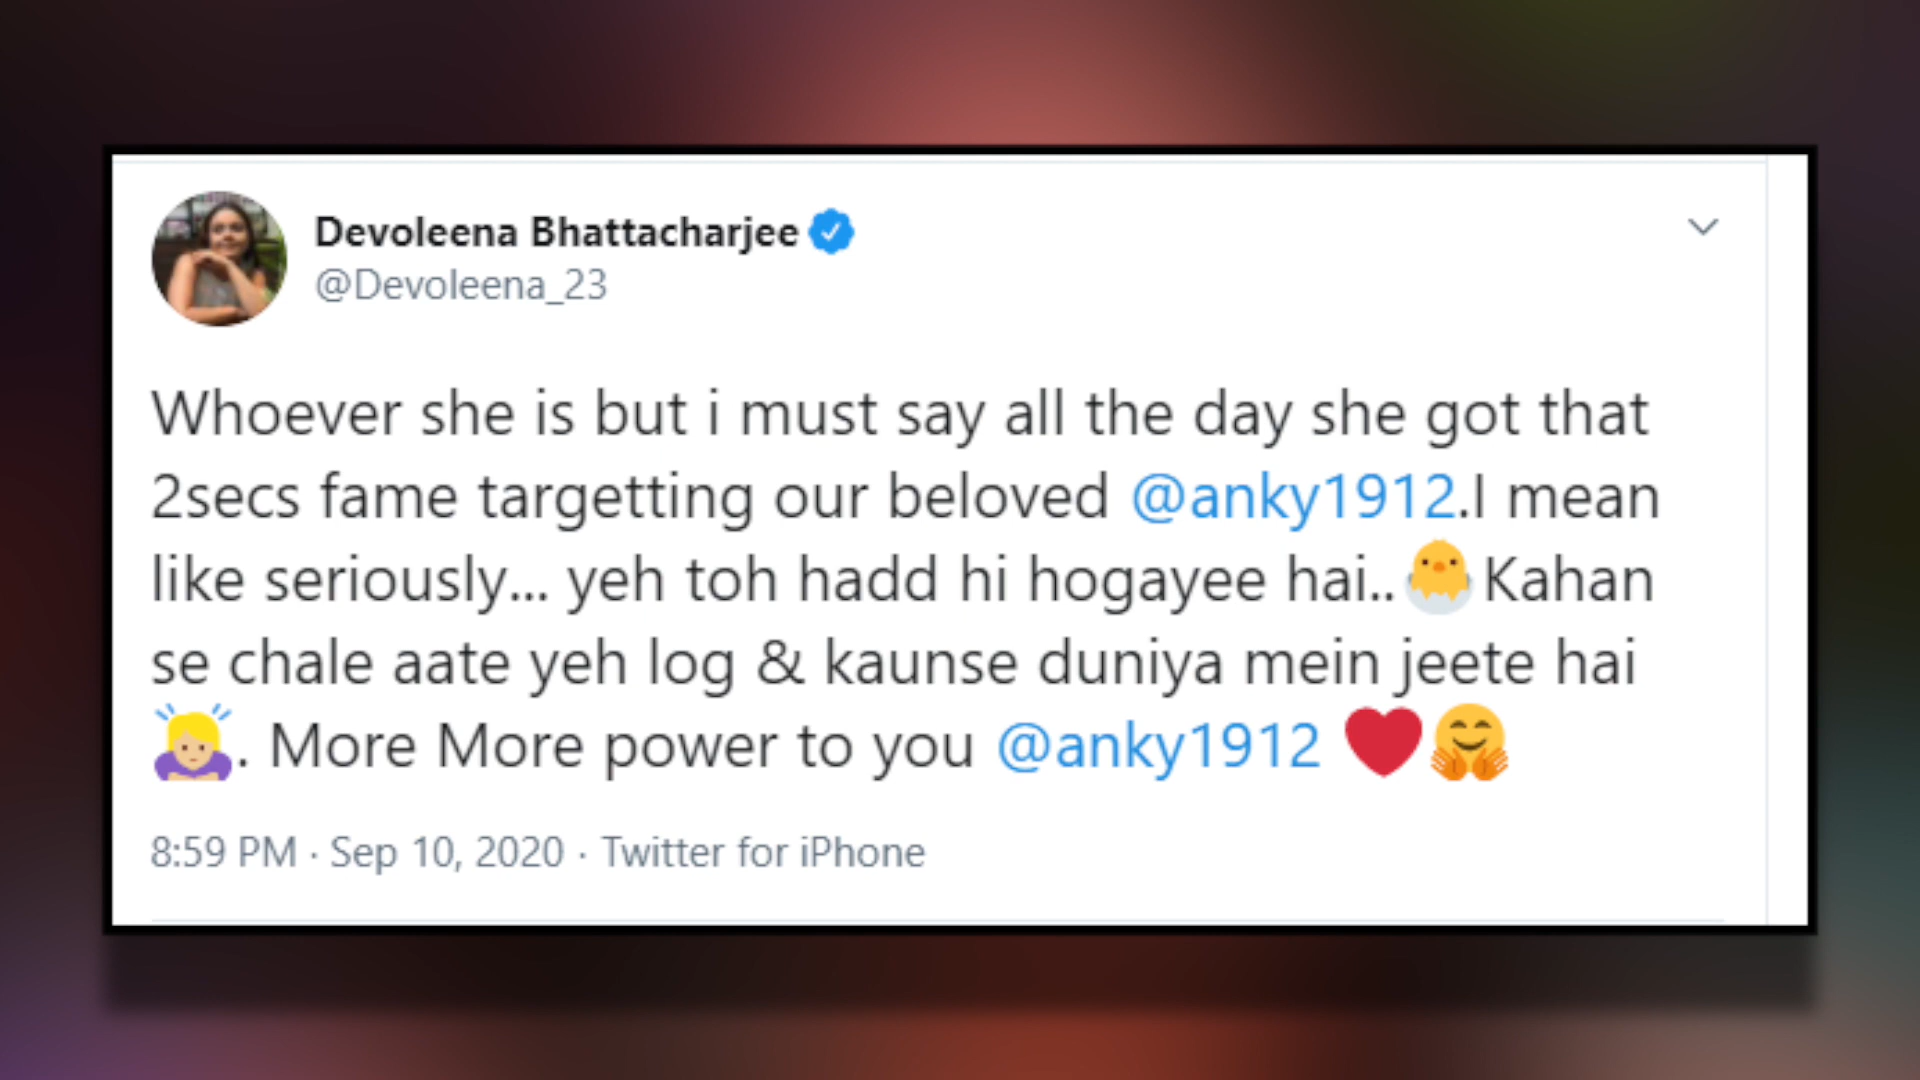 Devoleena Bhattacharjee
@Devoleena_23
Whoever she is but i must say all the day she got that
2secs fame targetting our beloved @anky1912.I mean
like seriously... yeh toh hadd hi hogayee hai..🐣Kahan
se chale aate yeh log & kaunse duniya mein jeete hai
🙇🏼‍♀️. More More power to you @anky1912 ❤️🤗
8:59 PM · Sep 10, 2020 · Twitter for iPhone